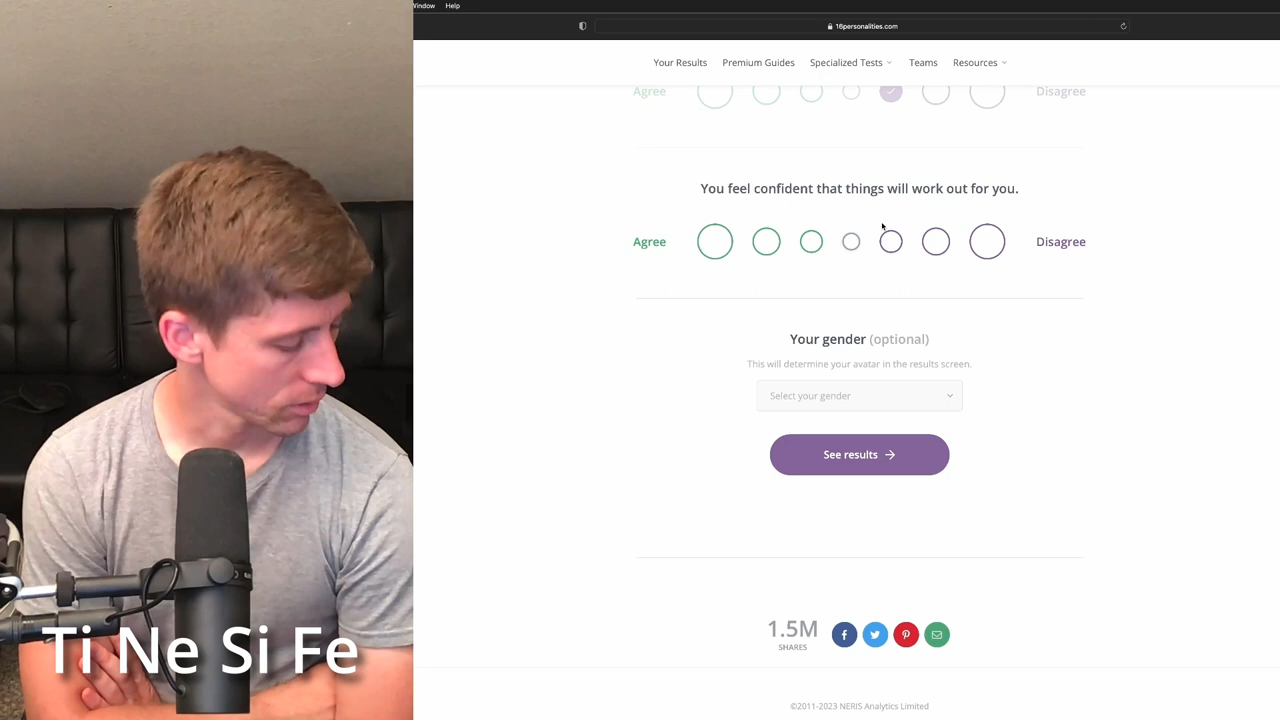 Window Help
16personalities.com
Your Results Premium Guides Specialized Tests Teams Resources
Agree Disagree
You feel confident that things will work out for you.
Agree Disagree
Your gender (optional)
This will determine your avatar in the results screen.
Select your gender
See results →
1.5M
SHARES
©2011-2023 NERIS Analytics Limited
Ti Ne Si Fe